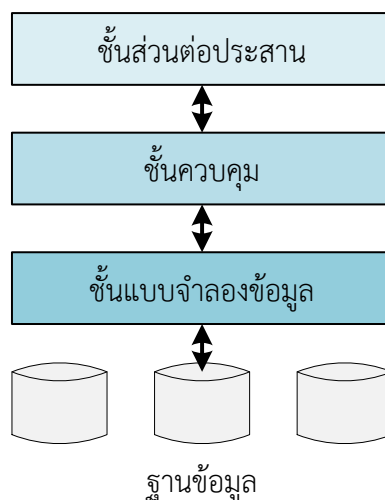 ชั้นส่วนต่อประสาน
ชั้นควบคุม
ชั้นแบบจำลองข้อมูล
ฐานข้อมูล